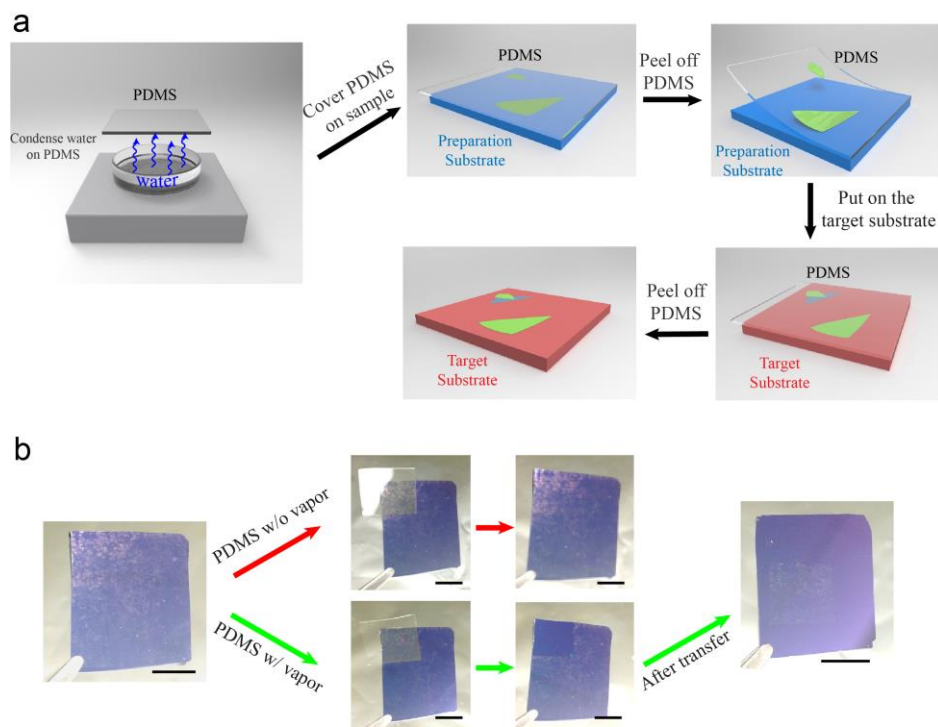 a
PDMS
Condense water
on PDMS
water
Cover PDMS
on sample
PDMS
Preparation
Substrate
Peel off
PDMS
PDMS
Preparation
Substrate
Put on the
target substrate
PDMS
Target
Substrate
Peel off
PDMS
Target
Substrate
b
PDMS w/o vapor
PDMS w/ vapor
After transfer